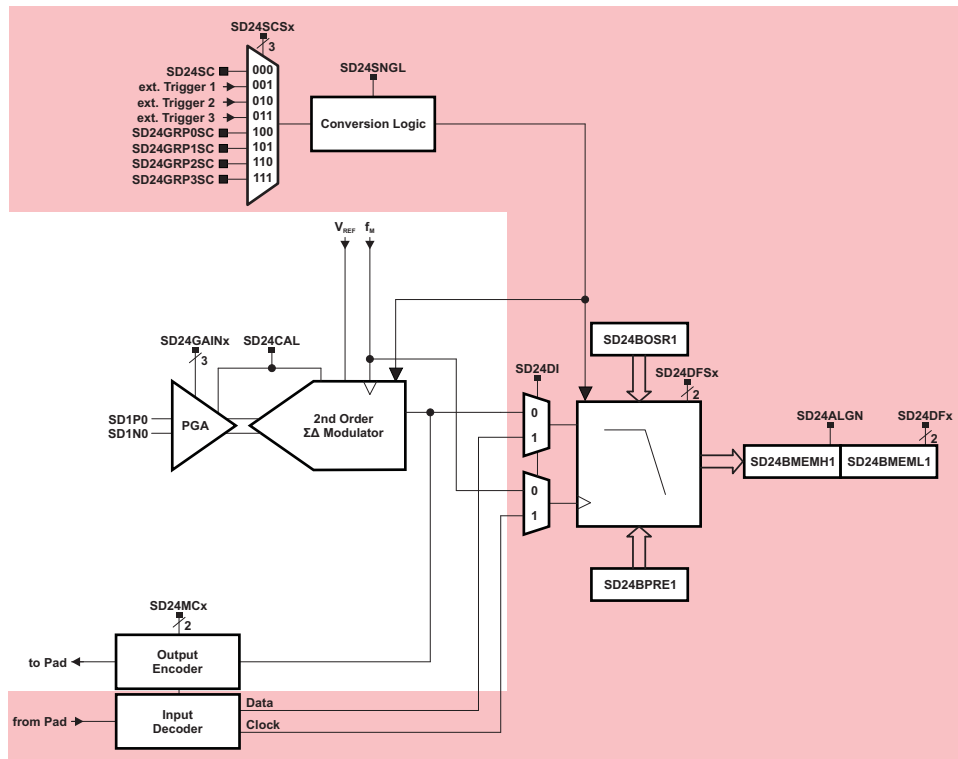 SD24SCSx
3
SD24SC
000
ext. Trigger 1
001
ext. Trigger 2
010
ext. Trigger 3
011
SD24GRP0SC
100
SD24GRP1SC
101
SD24GRP2SC
110
SD24GRP3SC
111
SD24SNGL
Conversion Logic
VREF
fM
SD24GAINx
3
SD24CAL
SD1P0
SD1N0
PGA
2nd Order
ΣΔ Modulator
SD24DI
0
1
0
1
SD24BOSR1
SD24DFSx
2
SD24BPRE1
SD24ALGN
SD24DFx
2
SD24BMEMH1
SD24BMEML1
SD24MCx
2
to Pad
Output
Encoder
from Pad
Input
Decoder
Data
Clock